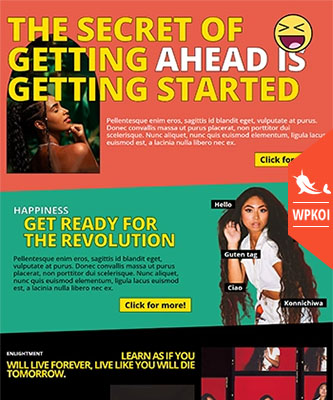 THE SECRET OF
GETTING AHEAD IS
GETTING STARTED
Pellentesque enim eros, sagittis id blandit eget, vulputate at purus.
Donec convallis massa ut purus placerat, non porttitor dui
scelerisque. Nunc aliquet, nunc quis euismod elementum, ligula lacus
euismod est, a lacinia nulla libero nec ex.
Click for
WPKOI
HAPPINESS
GET READY FOR
THE REVOLUTION
Pellentesque enim eros, sagittis id blandit eget,
vulputate at purus. Donec convallis massa ut purus
placerat, non porttitor dui scelerisque. Nunc aliquet,
nunc quis euismod elementum, ligula lacus euismod
est, a lacinia nulla libero nec ex.
Click for more!
Hello
Guten tag
Ciao
Konnichiwa
ENLIGHTMENT
LEARN AS IF YOU
WILL LIVE FOREVER, LIVE LIKE YOU WILL DIE
TOMORROW.